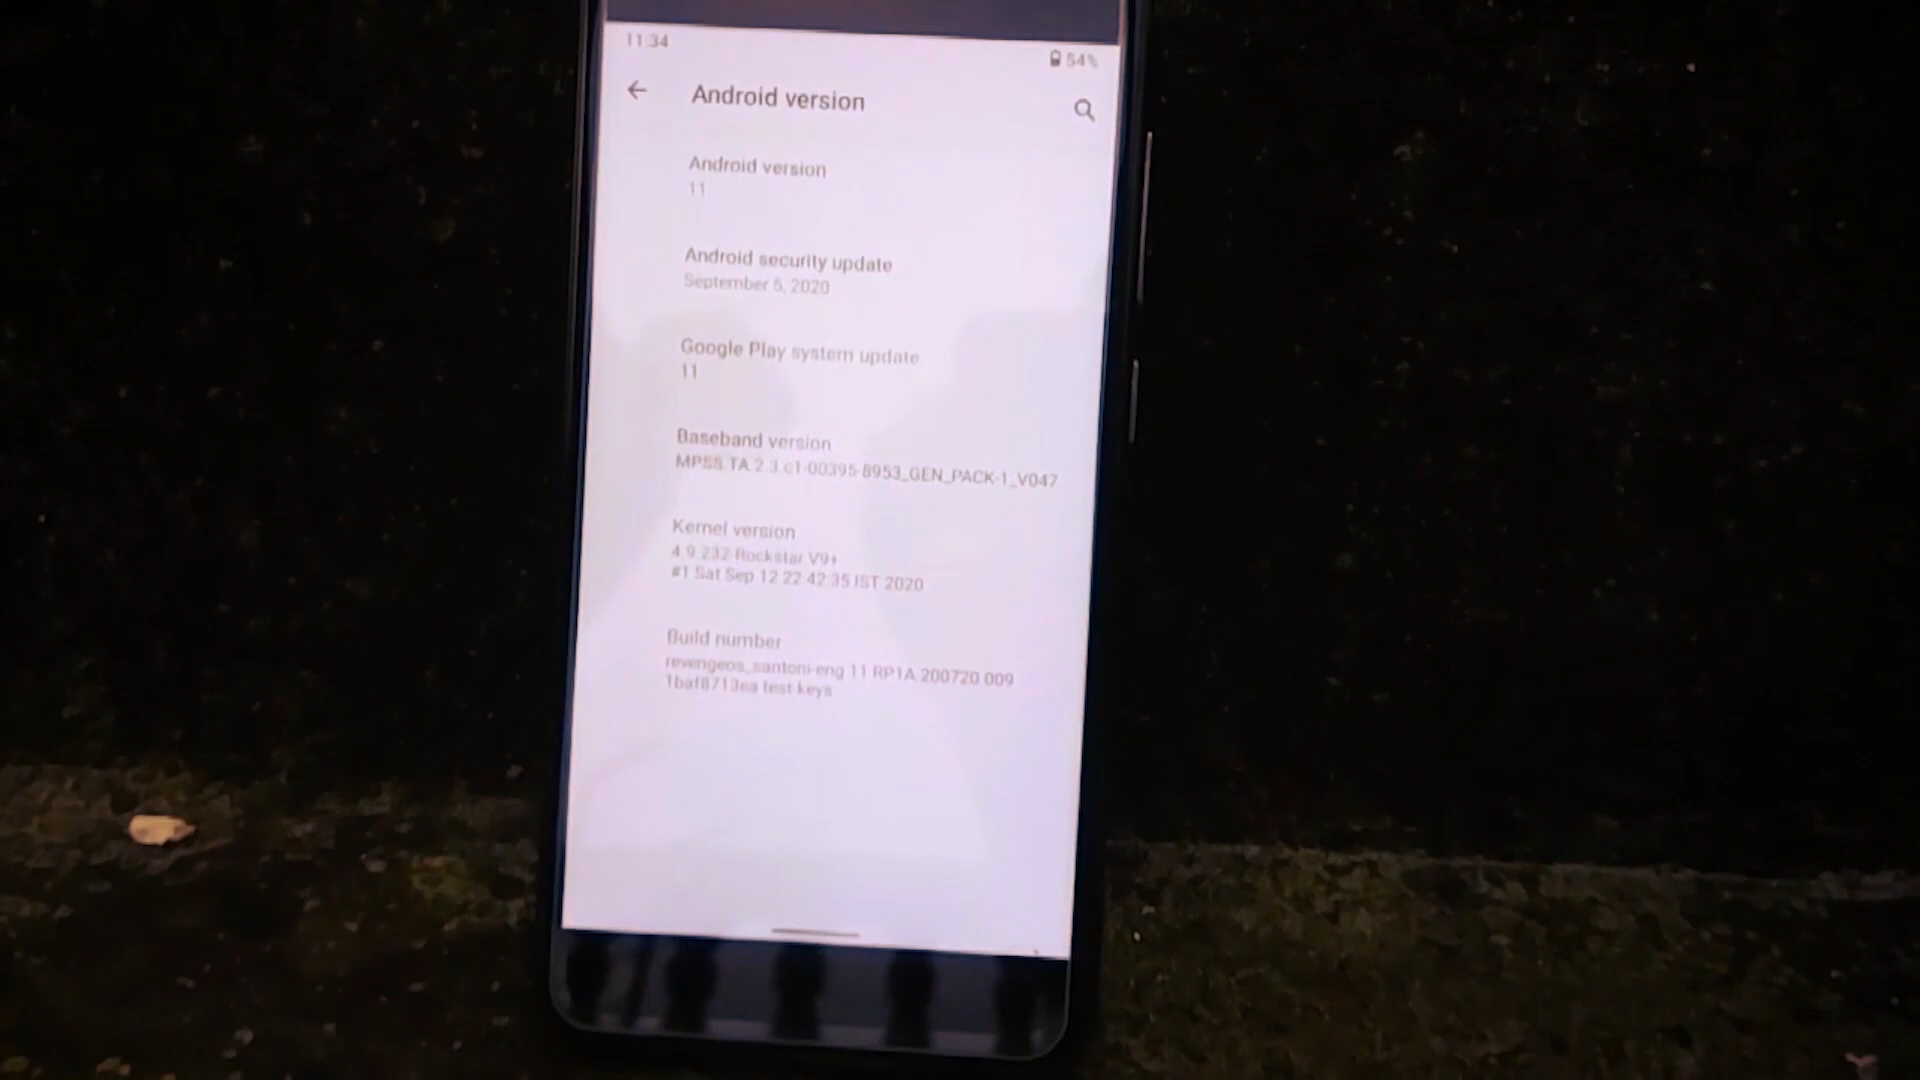 11:34
54%
Android version
Android version
11
Android security update
September 5, 2020
Google Play system update
11
Baseband version
MPSS.TA.2.3.c1-00395-8953_GEN_PACK-1_V047
Kernel version
4.9.232-Rockstar V9+
#1 Sat Sep 12 22:42:35 IST 2020
Build number
revengeos_santoni-eng 11 RP1A.200720.009
1baf8713ea test-keys